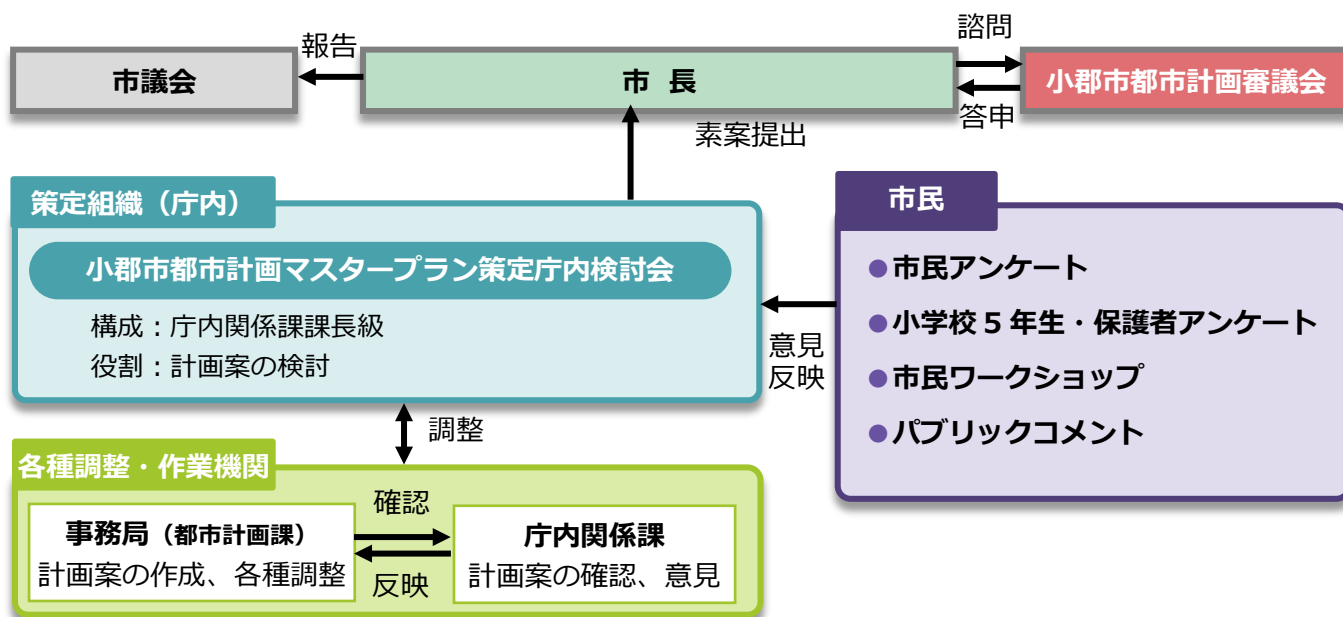 報告
諮問
市議会
市 長
小郡市都市計画審議会
答申
素案提出
策定組織（庁内）
小郡市都市計画マスタープラン策定庁内検討会
構成：庁内関係課課長級
役割：計画案の検討
市民
●市民アンケート
●小学校５年生・保護者アンケート
●市民ワークショップ
●パブリックコメント
意見
反映
調整
各種調整・作業機関
事務局（都市計画課）
計画案の作成、各種調整
確認
反映
庁内関係課
計画案の確認、意見